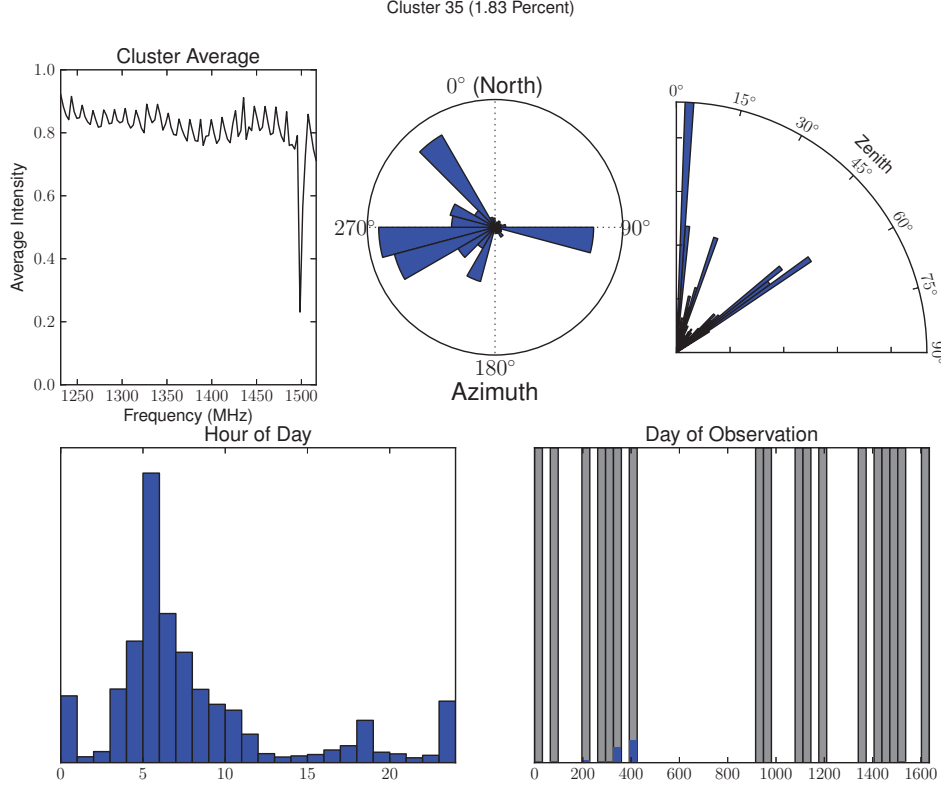 Cluster 35 (1.83 Percent)
Cluster Average
1.0
0.8
0.6
0.4
0.2
0.0
Average Intensity
1250 1300 1350 1400 1450 1500
Frequency (MHz)
0° (North)
270°
90°
180°
Azimuth
0°
15°
30°
45°
60°
75°
90°
Zenith
Hour of Day
0 5 10 15 20
Day of Observation
0 200 400 600 800 1000 1200 1400 1600